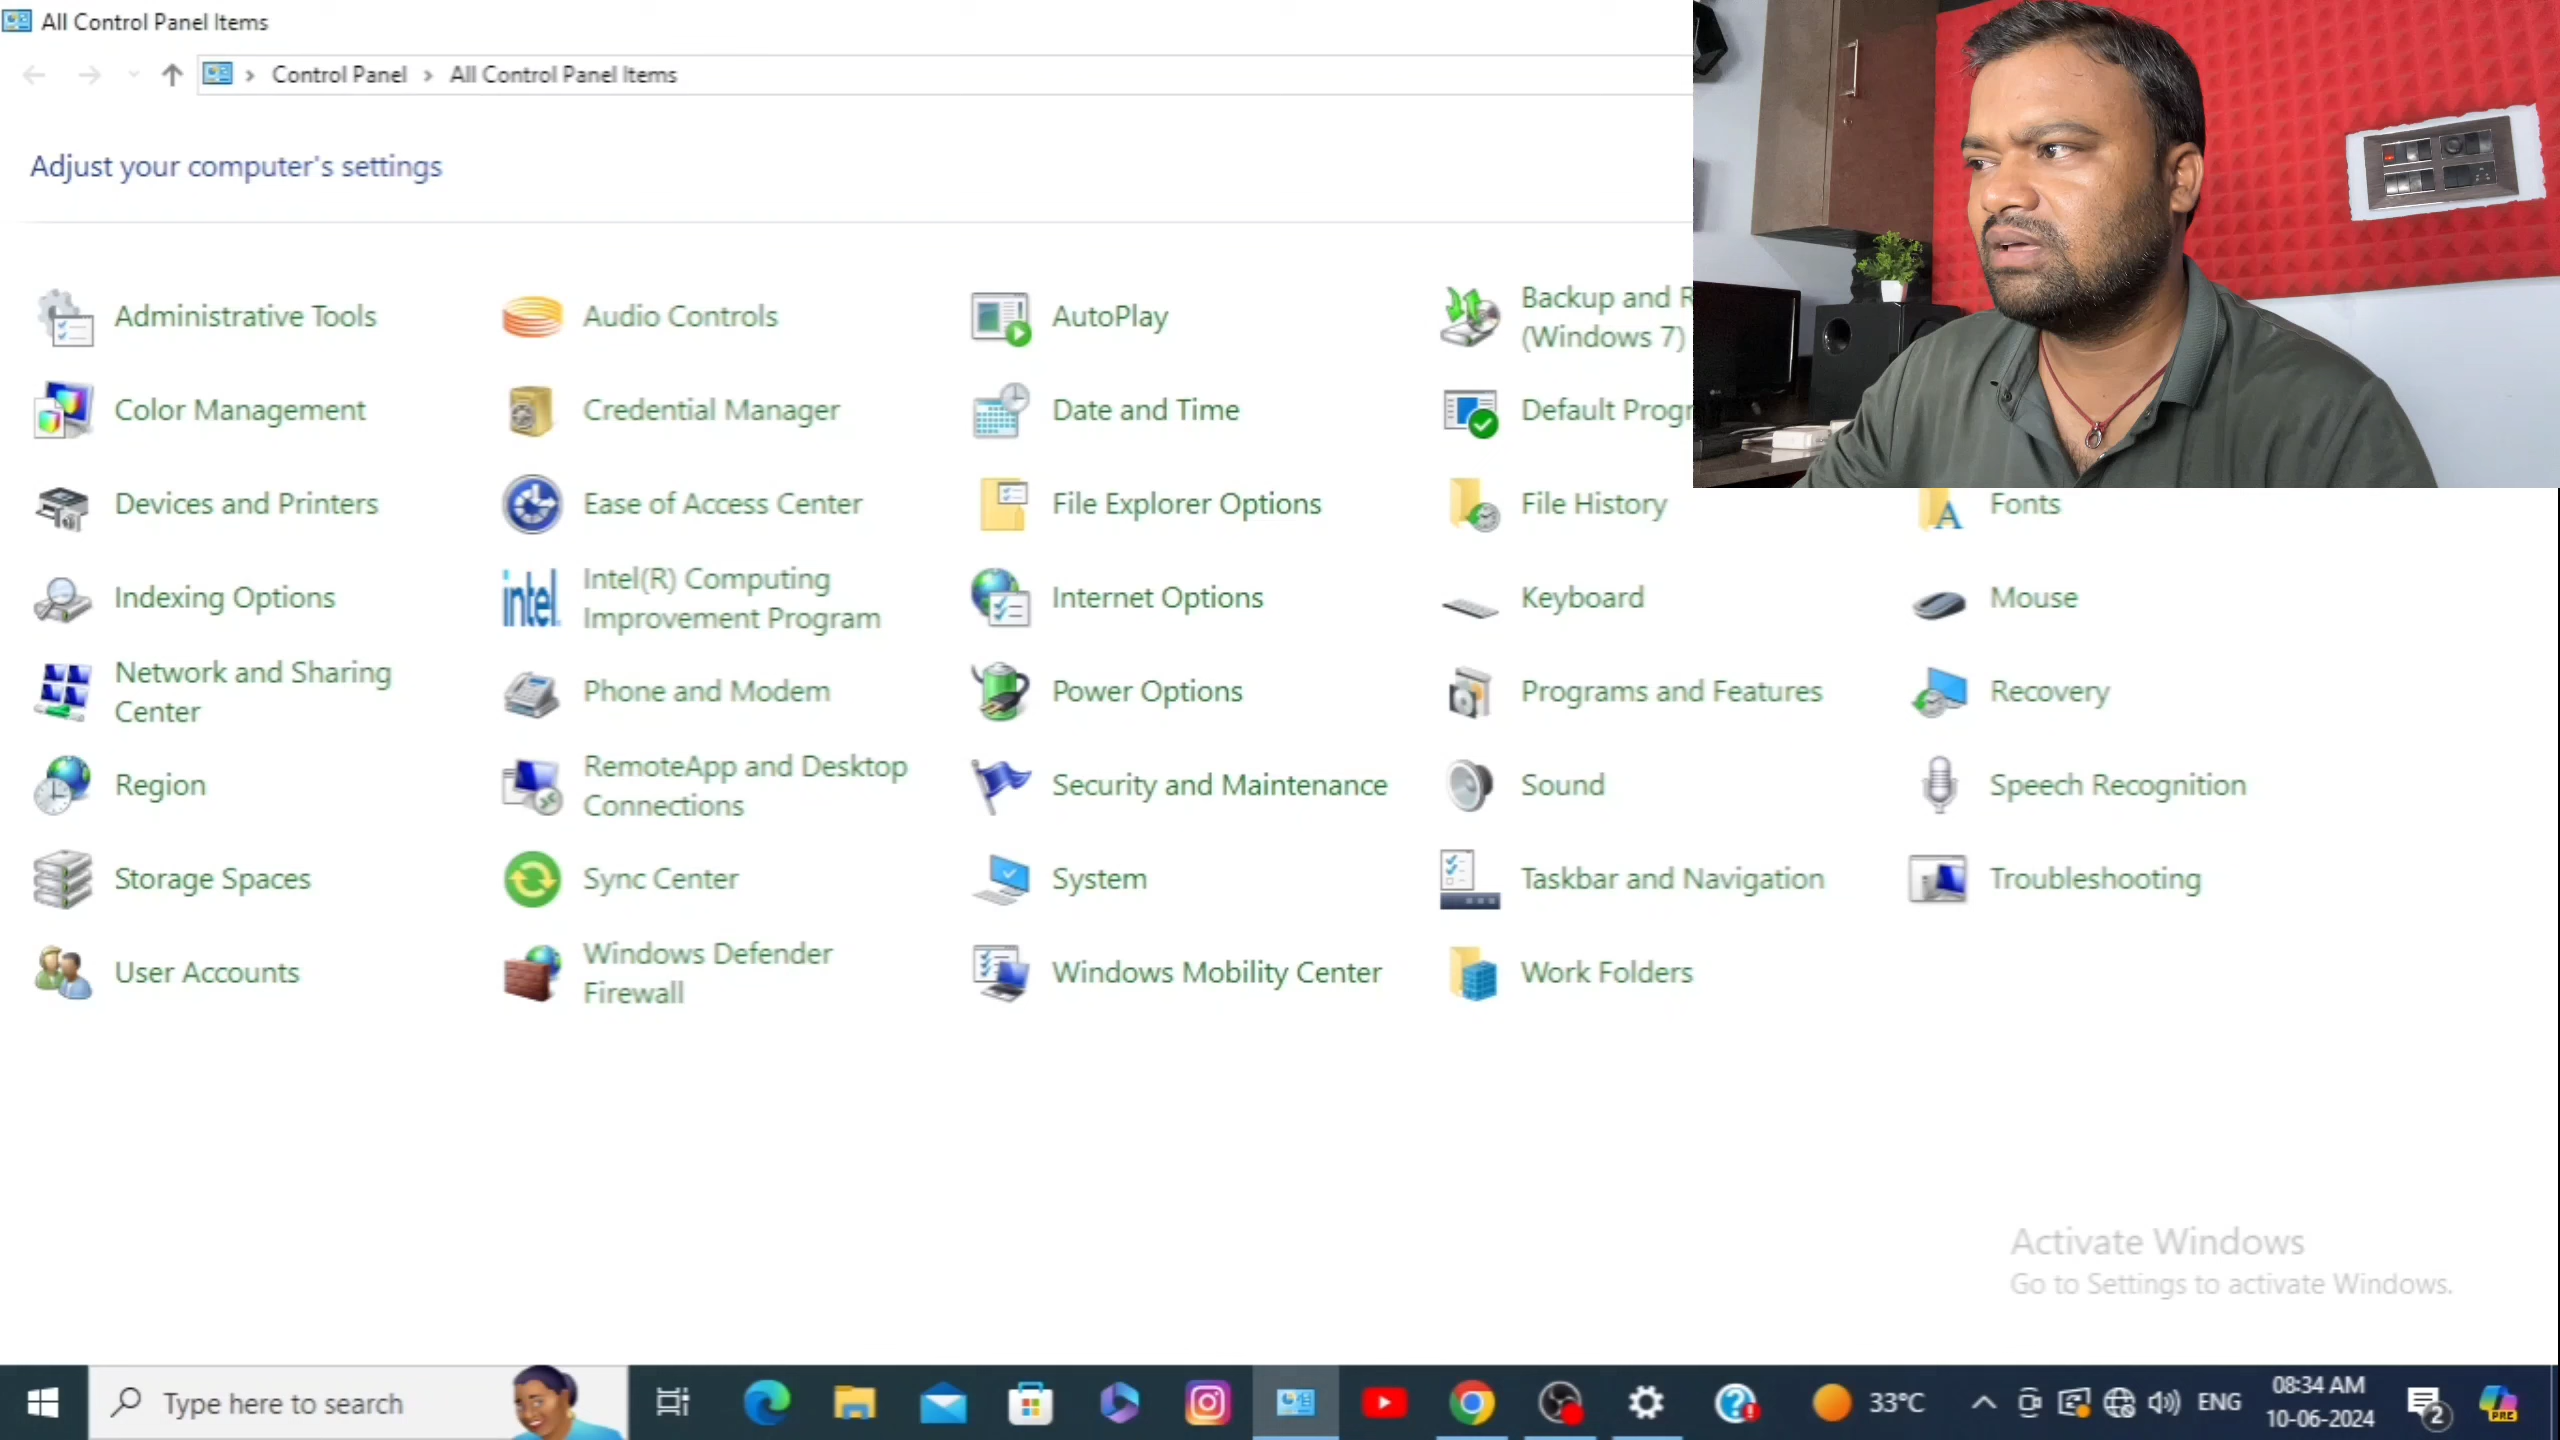 All Control Panel Items
Control Panel > All Control Panel Items
Adjust your computer's settings
Administrative Tools
Audio Controls
AutoPlay
Backup and R
(Windows 7)
Color Management
Credential Manager
Date and Time
Default Progr
Devices and Printers
Ease of Access Center
File Explorer Options
File History
Fonts
Indexing Options
intel
Intel(R) Computing
Improvement Program
Internet Options
Keyboard
Mouse
Network and Sharing
Center
Phone and Modem
Power Options
Programs and Features
Recovery
Region
RemoteApp and Desktop
Connections
Security and Maintenance
Sound
Speech Recognition
Storage Spaces
Sync Center
System
Taskbar and Navigation
Troubleshooting
User Accounts
Windows Defender
Firewall
Windows Mobility Center
Work Folders
Activate Windows
Go to Settings to activate Windows.
Type here to search
33°C
ENG
08:34 AM
10-06-2024
2
PRE